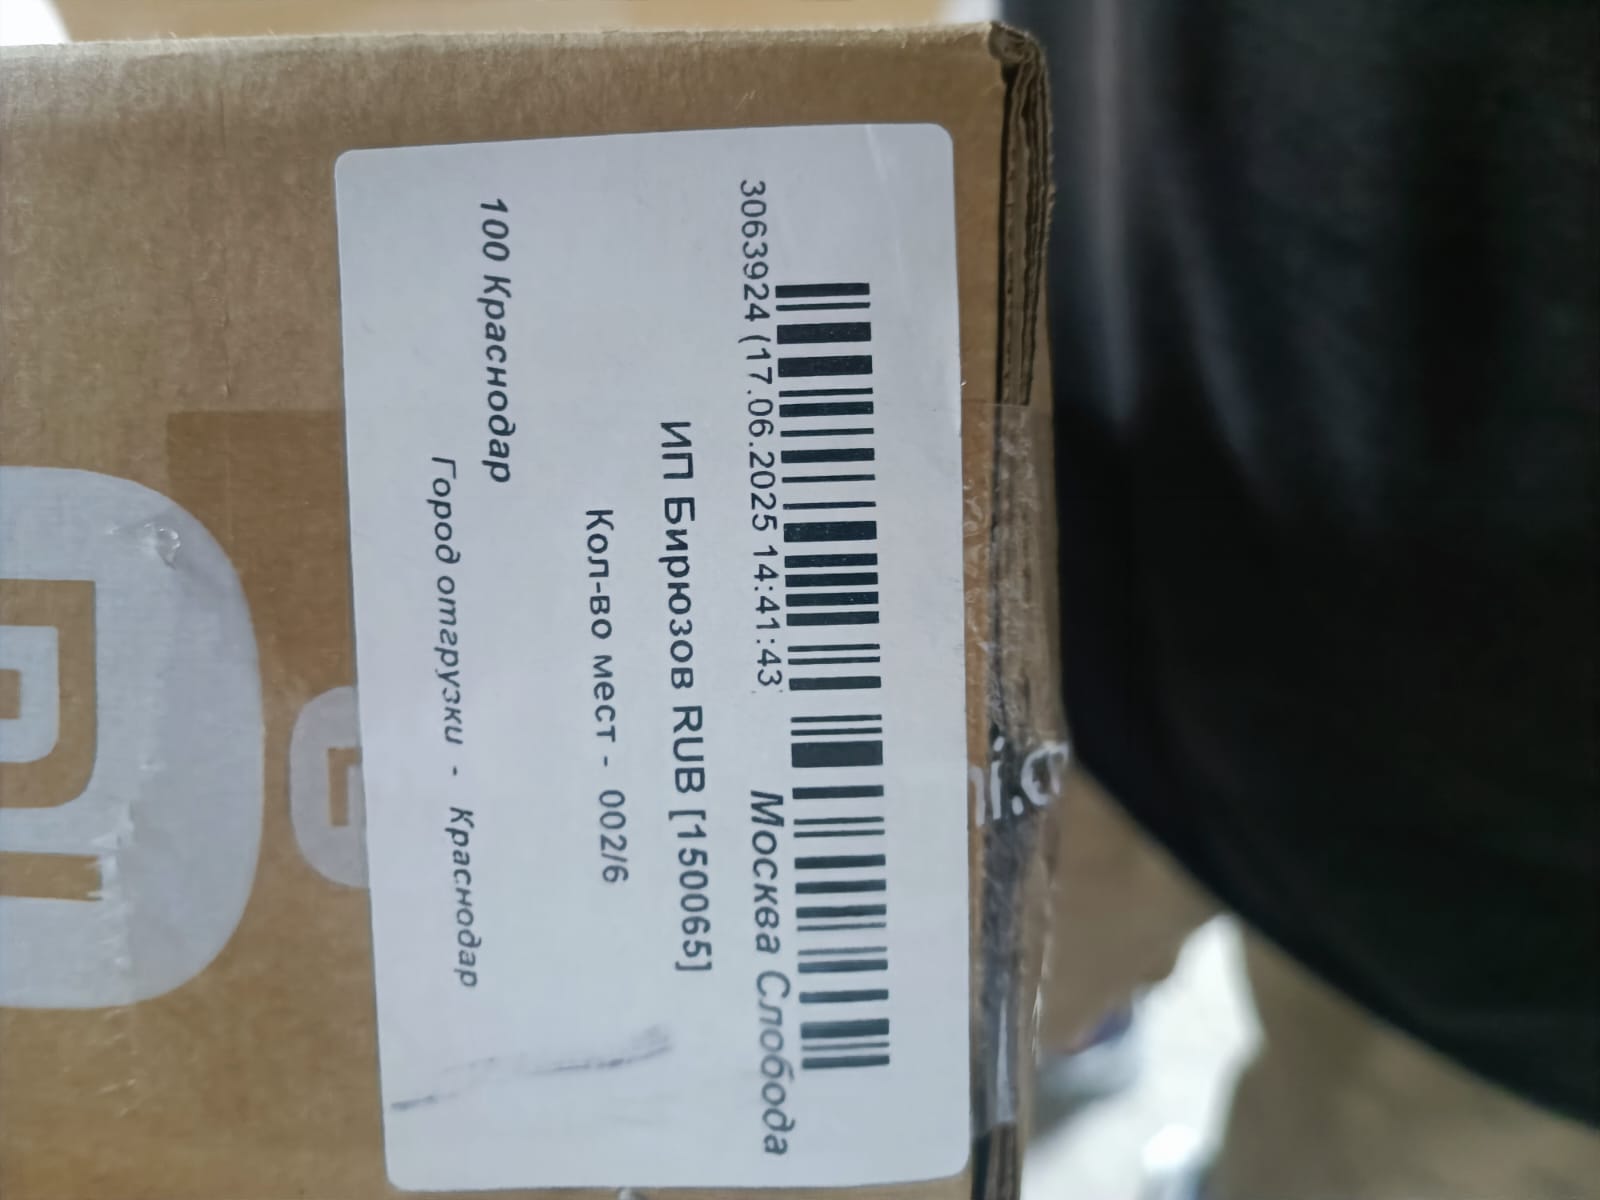 3063924 (17.06.2025 14:41:43)
Москва Слобода
ИП Бирюзов RUB [150065]
Кол-во мест - 002/6
100 Краснодар
Город отгрузки - Краснодар